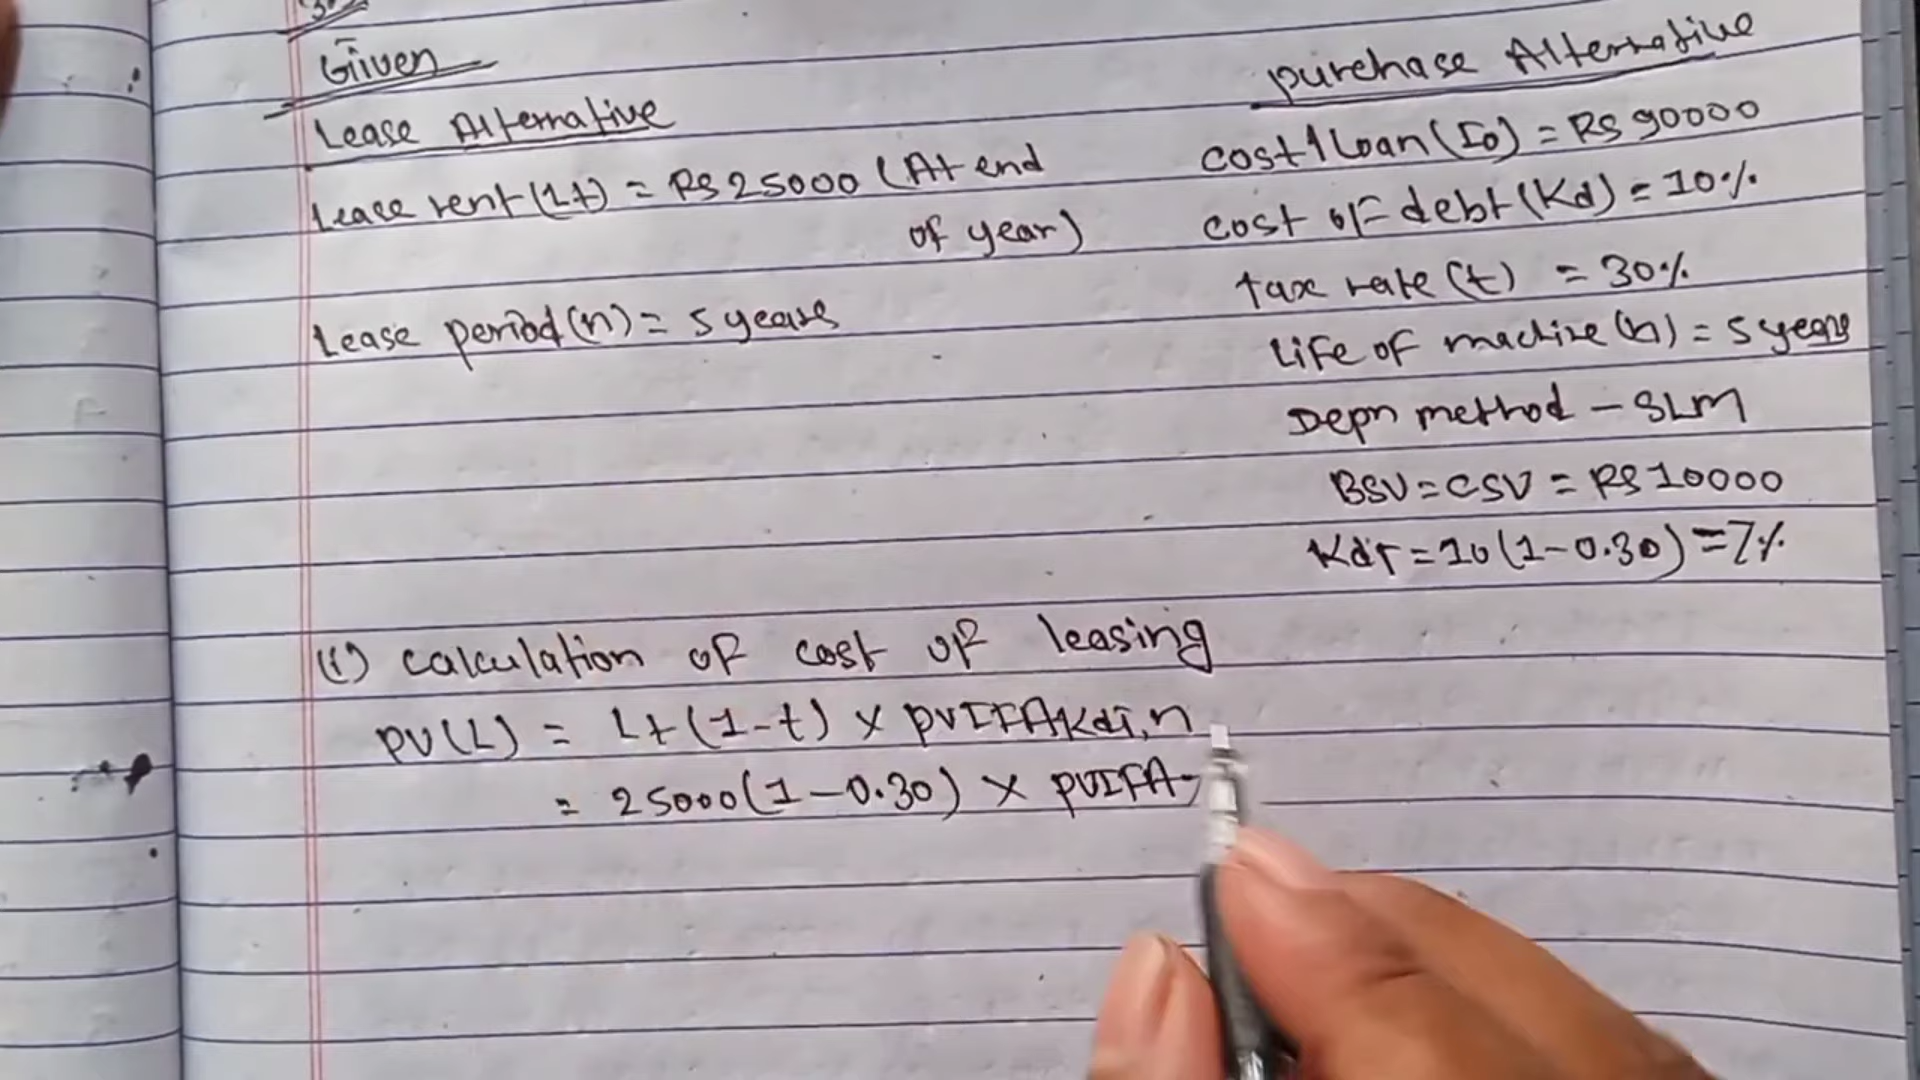 Given
Lease Alternative
Lease rent (Lt) = RS 25000 (At end
of year)
Lease period (n) = 5 years
purchase Alternative
cost/Loan (I0) = RS 90000
cost of debt (Kd) = 10%
tax rate (t) = 30%
Life of machine (n) = 5 years
Depn method - SLM
BSV = CSV = RS 10000
KdT = 10 (1-0.30) = 7%
(i) calculation of cost of leasing
PV(L) = Lt (1-t) x PVIFAKdT,n
= 25000 (1-0.30) x PVIFA